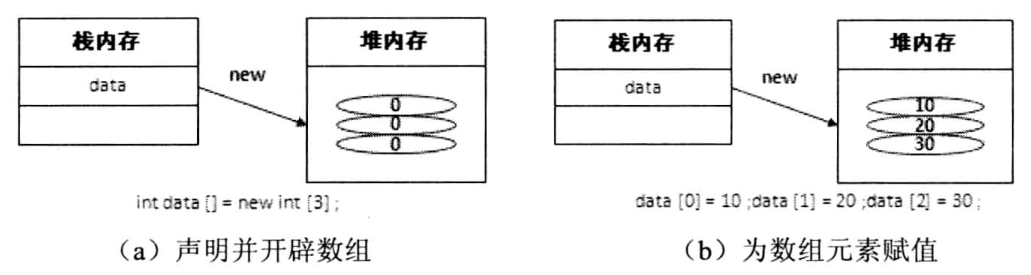 栈内存
data
new
堆内存
0
0
0
int data [] = new int [3] ;
（a）声明并开辟数组
栈内存
data
new
堆内存
10
20
30
data [0] = 10 ;data [1] = 20 ;data [2] = 30 ;
（b）为数组元素赋值